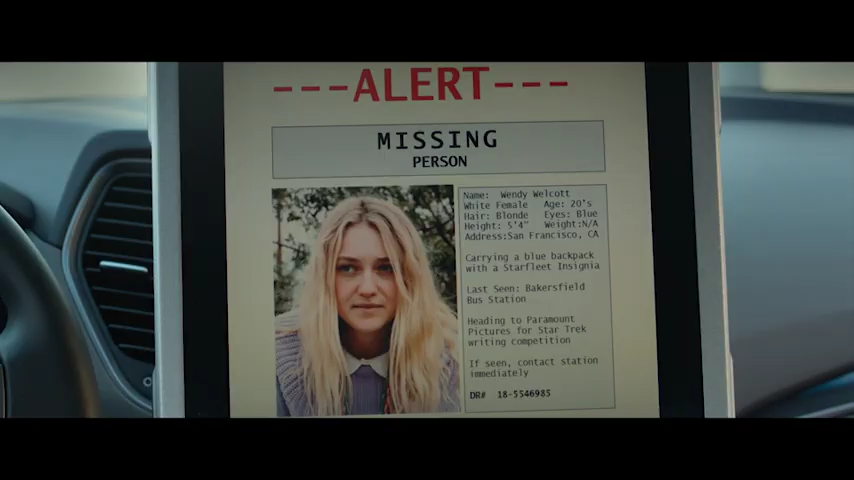 ---ALERT---
MISSING
PERSON
Name: Wendy Welcott
White Female Age: 20's
Hair: Blonde Eyes: Blue
Height: 5'4" Weight:N/A
Address:San Francisco, CA
Carrying a blue backpack
with a Starfleet Insignia
Last Seen: Bakersfield
Bus Station
Heading to Paramount
Pictures for Star Trek
writing competition
If seen, contact station
immediately
DR# 18-5546985